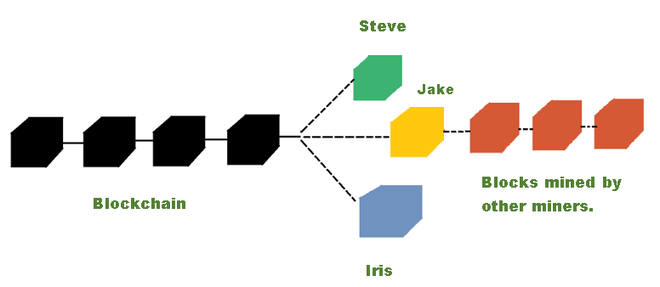 Steve
Jake
Blockchain
Blocks mined by
other miners.
Iris